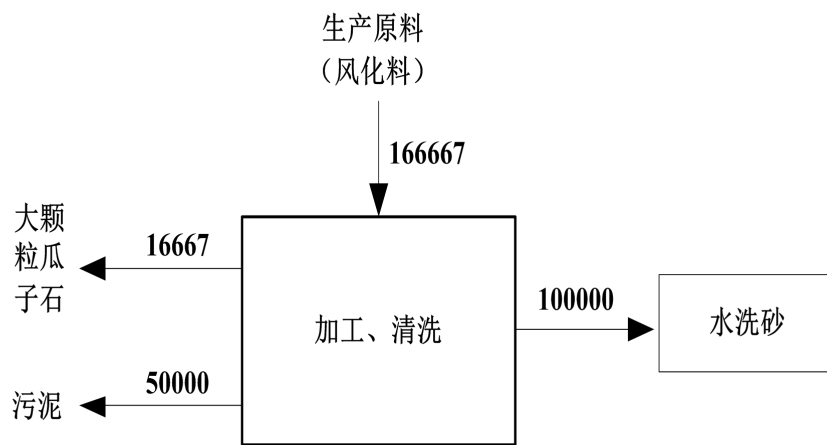 生产原料
（风化料）
166667
大颗
粒瓜
子石
16667
加工、清洗
100000
水洗砂
污泥
50000